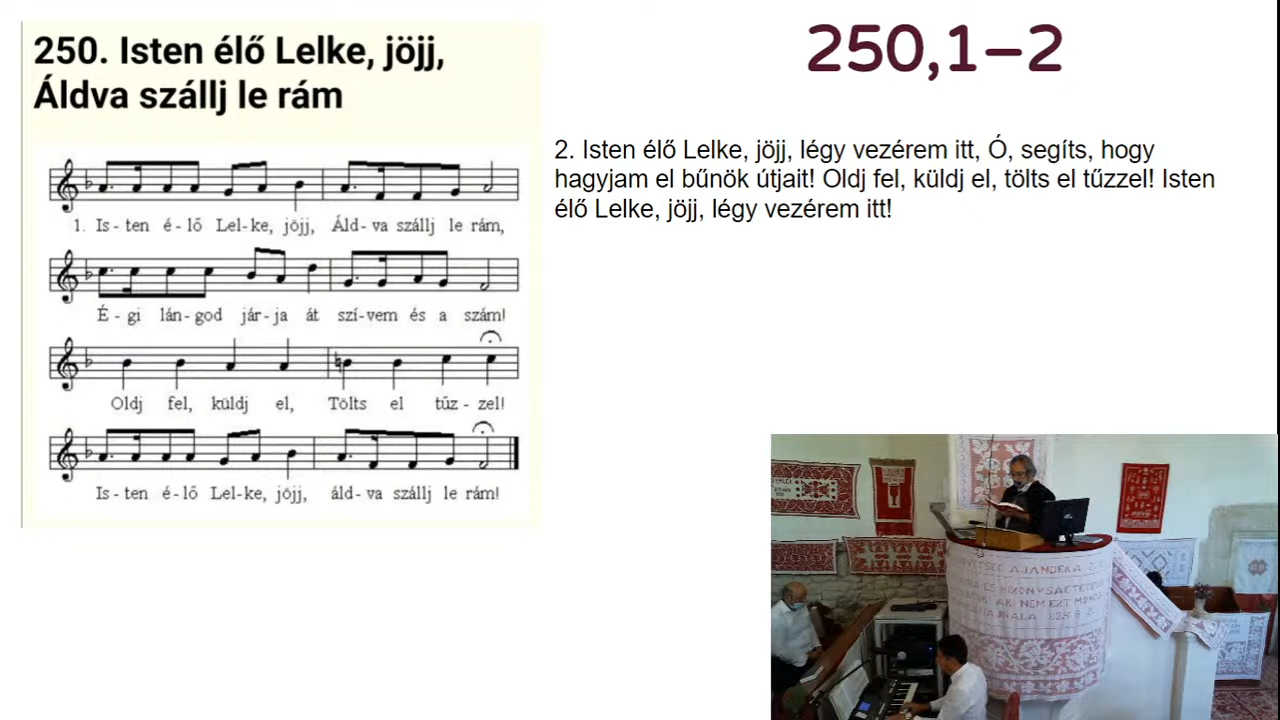 250. Isten élő Lelke, jöjj,
Áldva szállj le rám
1. Is - ten é - lő Lel - ke, jöjj, Áld - va szállj le rám,
É - gi lán - god jár - ja át szí - vem és a szám!
Oldj fel, küldj el, Tölts el tűz - zel!
Is - ten é - lő Lel - ke, jöjj, áld - va szállj le rám!
250,1–2
2. Isten élő Lelke, jöjj, légy vezérem itt, Ó, segíts, hogy
hagyjam el bűnök útjait! Oldj fel, küldj el, tölts el tűzzel! Isten
élő Lelke, jöjj, légy vezérem itt!
AJANDEKA
NEM EZT